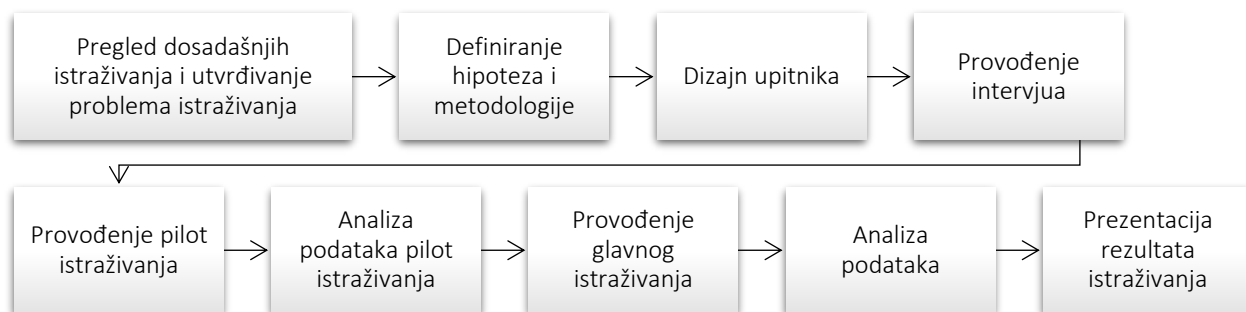 Pregled dosadašnjih
istraživanja i utvrđivanje
problema istraživanja
Definiranje
hipoteza i
metodologije
Dizajn upitnika
Provođenje
intervjua
Provođenje pilot
istraživanja
Analiza
podataka pilot
istraživanja
Provođenje
glavnog
istraživanja
Analiza
podataka
Prezentacija
rezultata
istraživanja